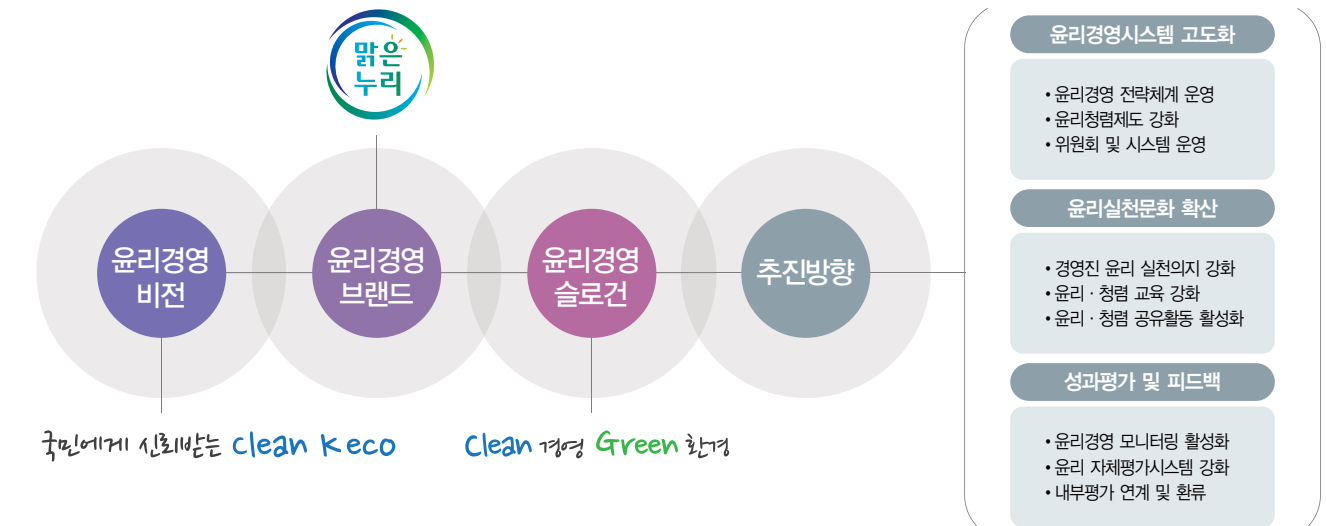 맑은
누리
윤리경영
비전
윤리경영
브랜드
윤리경영
슬로건
추진방향
국민에게 신뢰받는 Clean Keco
Clean 경영 Green 환경
윤리경영시스템 고도화
• 윤리경영 전략체계 운영
• 윤리청렴제도 강화
• 위원회 및 시스템 운영
윤리실천문화 확산
• 경영진 윤리 실천의지 강화
• 윤리 · 청렴 교육 강화
• 윤리 · 청렴 공유활동 활성화
성과평가 및 피드백
• 윤리경영 모니터링 활성화
• 윤리 자체평가시스템 강화
• 내부평가 연계 및 환류